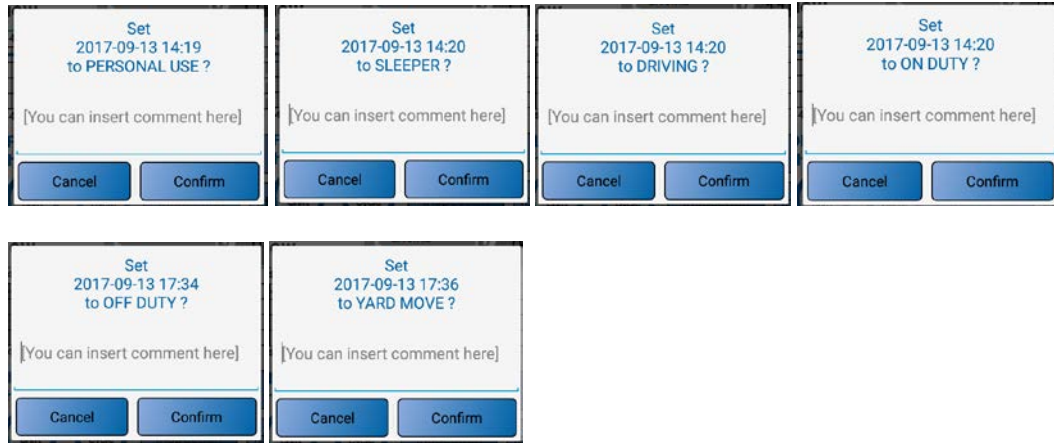 Set
2017-09-13 14:19
to PERSONAL USE ?
[You can insert comment here]
Cancel
Confirm
Set
2017-09-13 14:20
to SLEEPER ?
[You can insert comment here]
Cancel
Confirm
Set
2017-09-13 14:20
to DRIVING ?
[You can insert comment here]
Cancel
Confirm
Set
2017-09-13 14:20
to ON DUTY ?
[You can insert comment here]
Cancel
Confirm
Set
2017-09-13 17:34
to OFF DUTY ?
[You can insert comment here]
Cancel
Confirm
Set
2017-09-13 17:36
to YARD MOVE ?
[You can insert comment here]
Cancel
Confirm